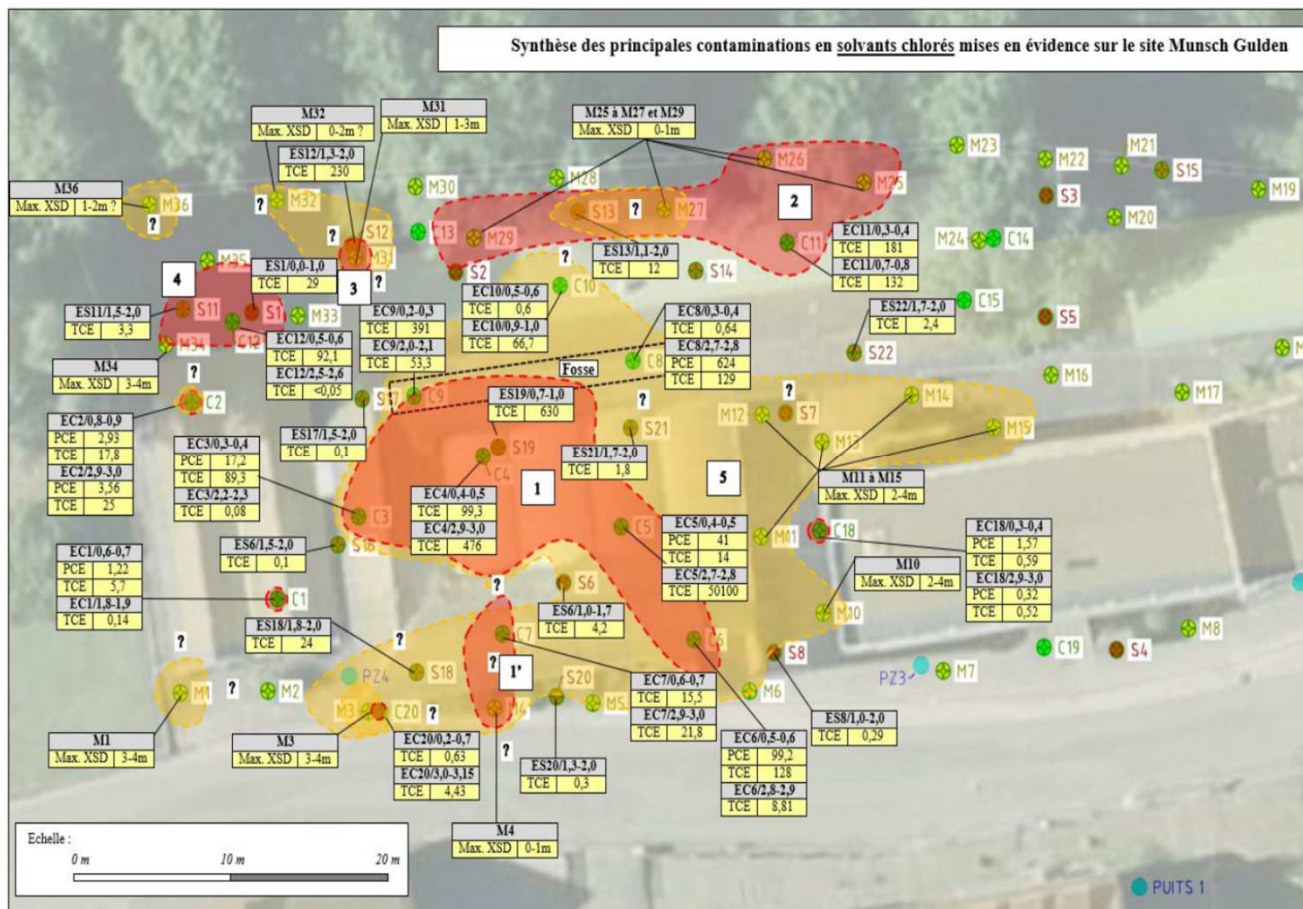 Synthèse des principales contaminations en solvants chlorés mises en évidence sur le site Munsch Gulden
M32
Max. XSD 0-2m ?
M31
Max. XSD 1-3m
M25 à M27 et M29
Max. XSD 0-1m
ES12/1,3-2,0
TCE 230
M36
Max. XSD 1-2m ?
M36
?
?
M32
S12
?
M31
?
3
M30
M28
C13
M29
S13
?
M27
M26
M25
2
C11
M23
M22
M21
S15
S3
M19
M20
M24
C14
ES13/1,1-2,0
TCE 12
EC11/0,3-0,4
TCE 181
EC11/0,7-0,8
TCE 132
M35
4
ES1/0,0-1,0
TCE 29
S11
S1
C12
M33
M34
ES11/1,5-2,0
TCE 3,3
M34
Max. XSD 3-4m
EC12/0,5-0,6
TCE 92,1
EC12/2,5-2,6
TCE <0,05
EC9/0,2-0,3
TCE 391
EC9/2,0-2,1
TCE 53,3
S2
?
C10
EC10/0,5-0,6
TCE 0,6
EC10/0,9-1,0
TCE 66,7
S14
C15
S5
EC8/0,3-0,4
TCE 0,64
EC8/2,7-2,8
PCE 624
TCE 129
ES22/1,7-2,0
TCE 2,4
S22
C8
Fosse
M16
M17
M
?
C2
S17
C9
ES19/0,7-1,0
TCE 630
EC2/0,8-0,9
PCE 2,93
TCE 17,8
EC2/2,9-3,0
PCE 3,56
TCE 25
EC3/0,3-0,4
PCE 17,2
TCE 89,3
EC3/2,2-2,3
TCE 0,08
ES17/1,5-2,0
TCE 0,1
S19
C4
?
S21
ES21/1,7-2,0
TCE 1,8
M12
?
S7
M14
M13
M15
M11 à M15
Max. XSD 2-4m
1
5
EC4/0,4-0,5
TCE 99,3
EC4/2,9-3,0
TCE 476
C3
S16
C5
EC5/0,4-0,5
PCE 41
TCE 14
EC5/2,7-2,8
TCE 50100
M11
C18
EC18/0,3-0,4
PCE 1,57
TCE 0,59
EC18/2,9-3,0
PCE 0,32
TCE 0,52
M10
Max. XSD 2-4m
M10
ES6/1,5-2,0
TCE 0,1
EC1/0,6-0,7
PCE 1,22
TCE 5,7
EC1/1,8-1,9
TCE 0,14
C1
ES18/1,8-2,0
TCE 24
?
S6
ES6/1,0-1,7
TCE 4,2
C7
?
1'
C6
S8
C19
S4
M8
M7
PZ3
?
M1
?
M2
?
PZ4
S18
M3
C20
?
M4
?
S20
M5
M6
EC7/0,6-0,7
TCE 15,5
EC7/2,9-3,0
TCE 21,8
ES8/1,0-2,0
TCE 0,29
M1
Max. XSD 3-4m
M3
Max. XSD 3-4m
EC20/0,2-0,7
TCE 0,63
EC20/3,0-3,15
TCE 4,43
ES20/1,3-2,0
TCE 0,3
EC6/0,5-0,6
PCE 99,2
TCE 128
EC6/2,8-2,9
TCE 8,81
M4
Max. XSD 0-1m
Echelle :
0 m 10 m 20 m
PUITS 1